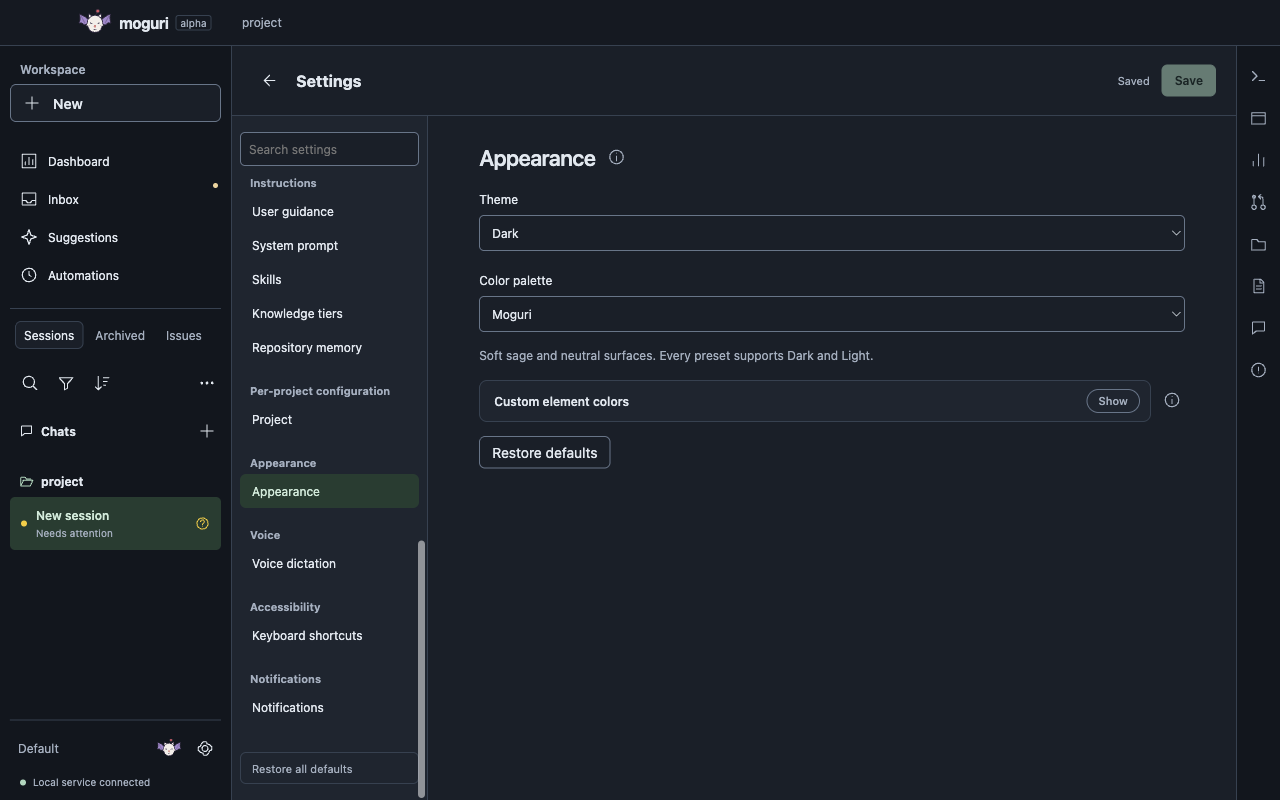 moguri alpha project
Workspace
New
Dashboard
Inbox
Suggestions
Automations
Sessions Archived Issues
Chats
project
New session
Needs attention
Default
Local service connected
Settings
Saved Save
Search settings
Instructions
User guidance
System prompt
Skills
Knowledge tiers
Repository memory
Per-project configuration
Project
Appearance
Appearance
Voice
Voice dictation
Accessibility
Keyboard shortcuts
Notifications
Notifications
Restore all defaults
Appearance
Theme
Dark
Color palette
Moguri
Soft sage and neutral surfaces. Every preset supports Dark and Light.
Custom element colors Show
Restore defaults